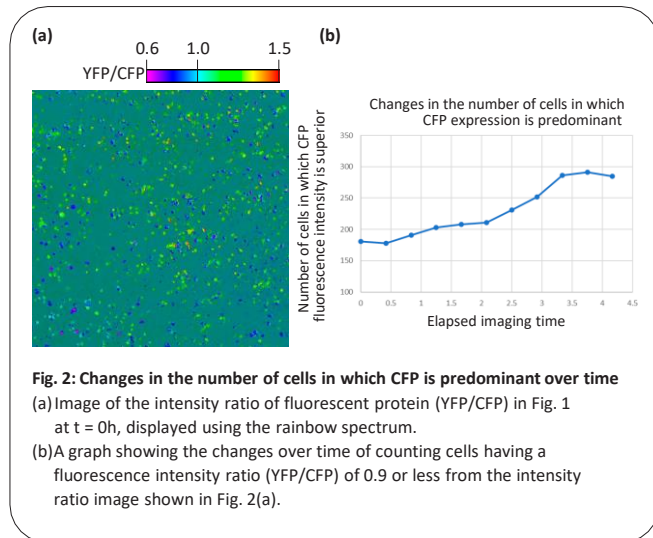 (a)
0.6 1.0 1.5
YFP/CFP
(b)
Changes in the number of cells in which
CFP expression is predominant
Number of cells in which CFP
fluorescence intensity is superior
350
300
250
200
150
100
0 0.5 1 1.5 2 2.5 3 3.5 4 4.5
Elapsed imaging time
Fig. 2: Changes in the number of cells in which CFP is predominant over time
(a) Image of the intensity ratio of fluorescent protein (YFP/CFP) in Fig. 1
at t = 0h, displayed using the rainbow spectrum.
(b) A graph showing the changes over time of counting cells having a
fluorescence intensity ratio (YFP/CFP) of 0.9 or less from the intensity
ratio image shown in Fig. 2(a).